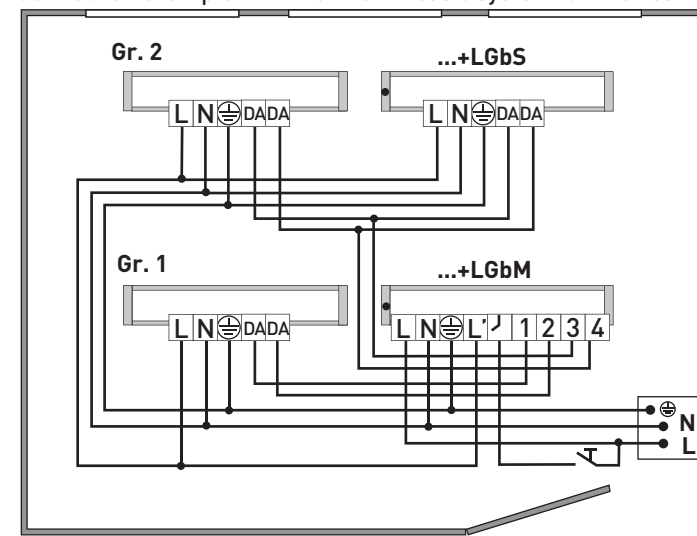 Gr. 2
...+LGbS
L N DA DA
L N DA DA
Gr. 1
...+LGbM
L N DA DA
L N L' 1 2 3 4
N
L